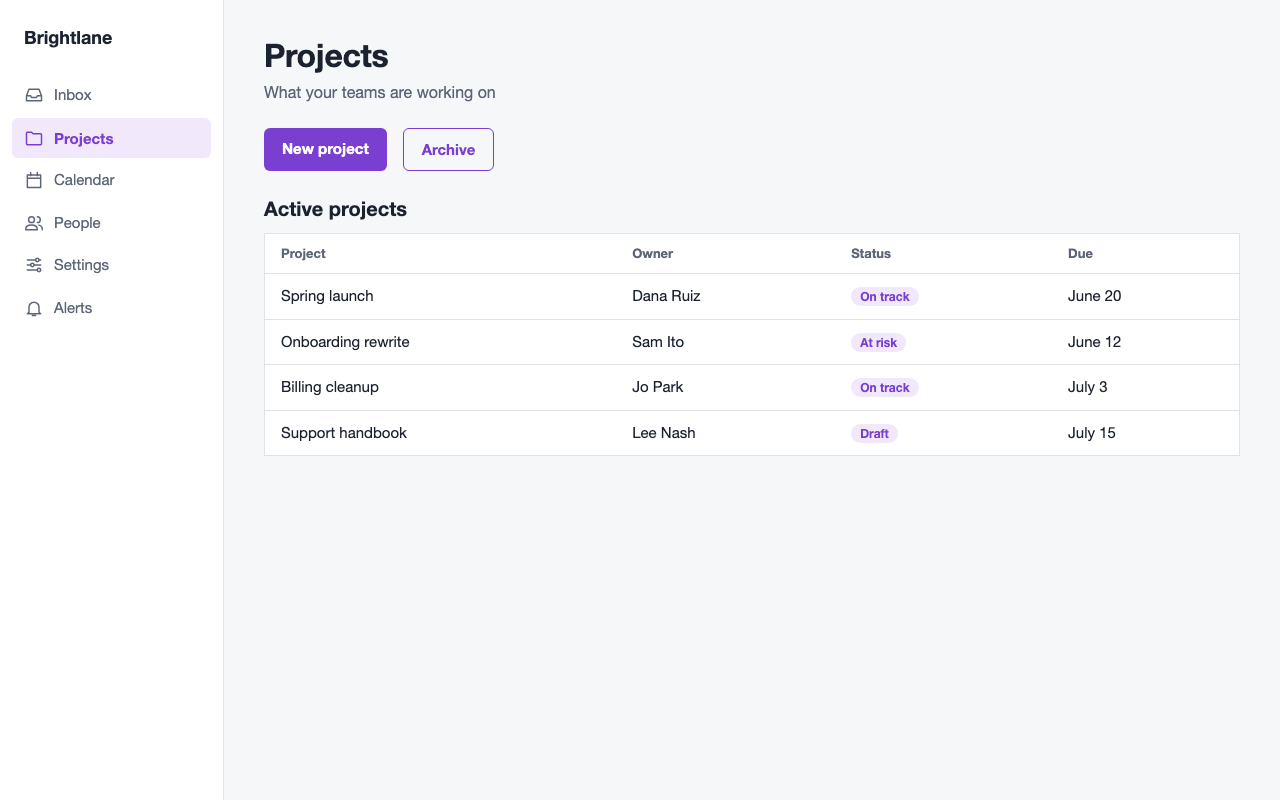 Brightlane
Inbox
Projects
Calendar
People
Settings
Alerts
Projects
What your teams are working on
New project Archive
Active projects
Project Owner Status Due
Spring launch Dana Ruiz On track June 20
Onboarding rewrite Sam Ito At risk June 12
Billing cleanup Jo Park On track July 3
Support handbook Lee Nash Draft July 15